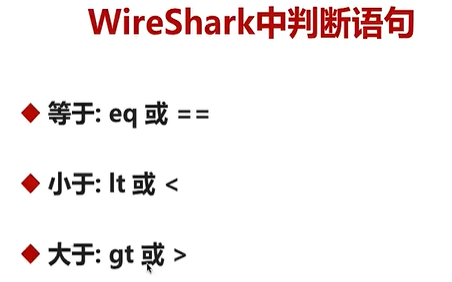 WireShark中判断语句
等于: eq 或 ==
小于: lt 或 <
大于: gt 或 >